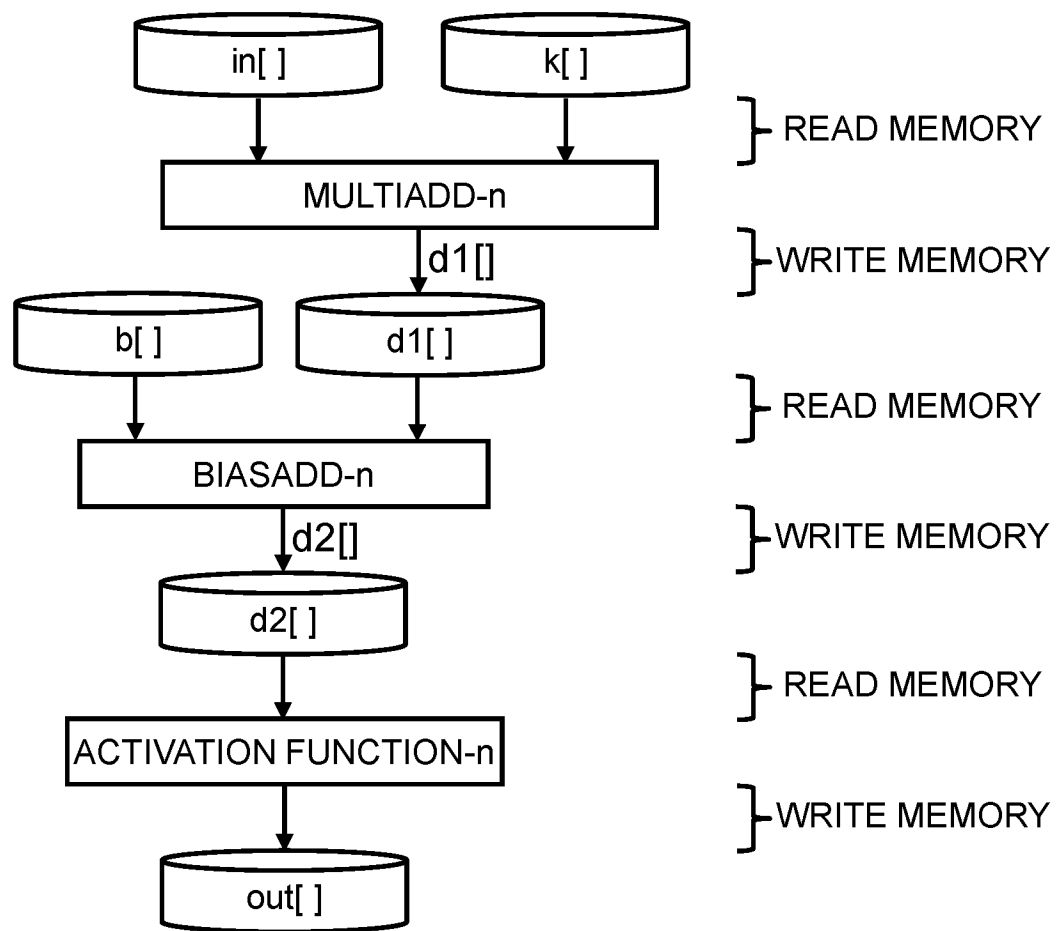 in[ ]
k[ ]
READ MEMORY
MULTIADD-n
d1[]
WRITE MEMORY
b[ ]
d1[ ]
READ MEMORY
BIASADD-n
d2[]
WRITE MEMORY
d2[ ]
READ MEMORY
ACTIVATION FUNCTION-n
WRITE MEMORY
out[ ]